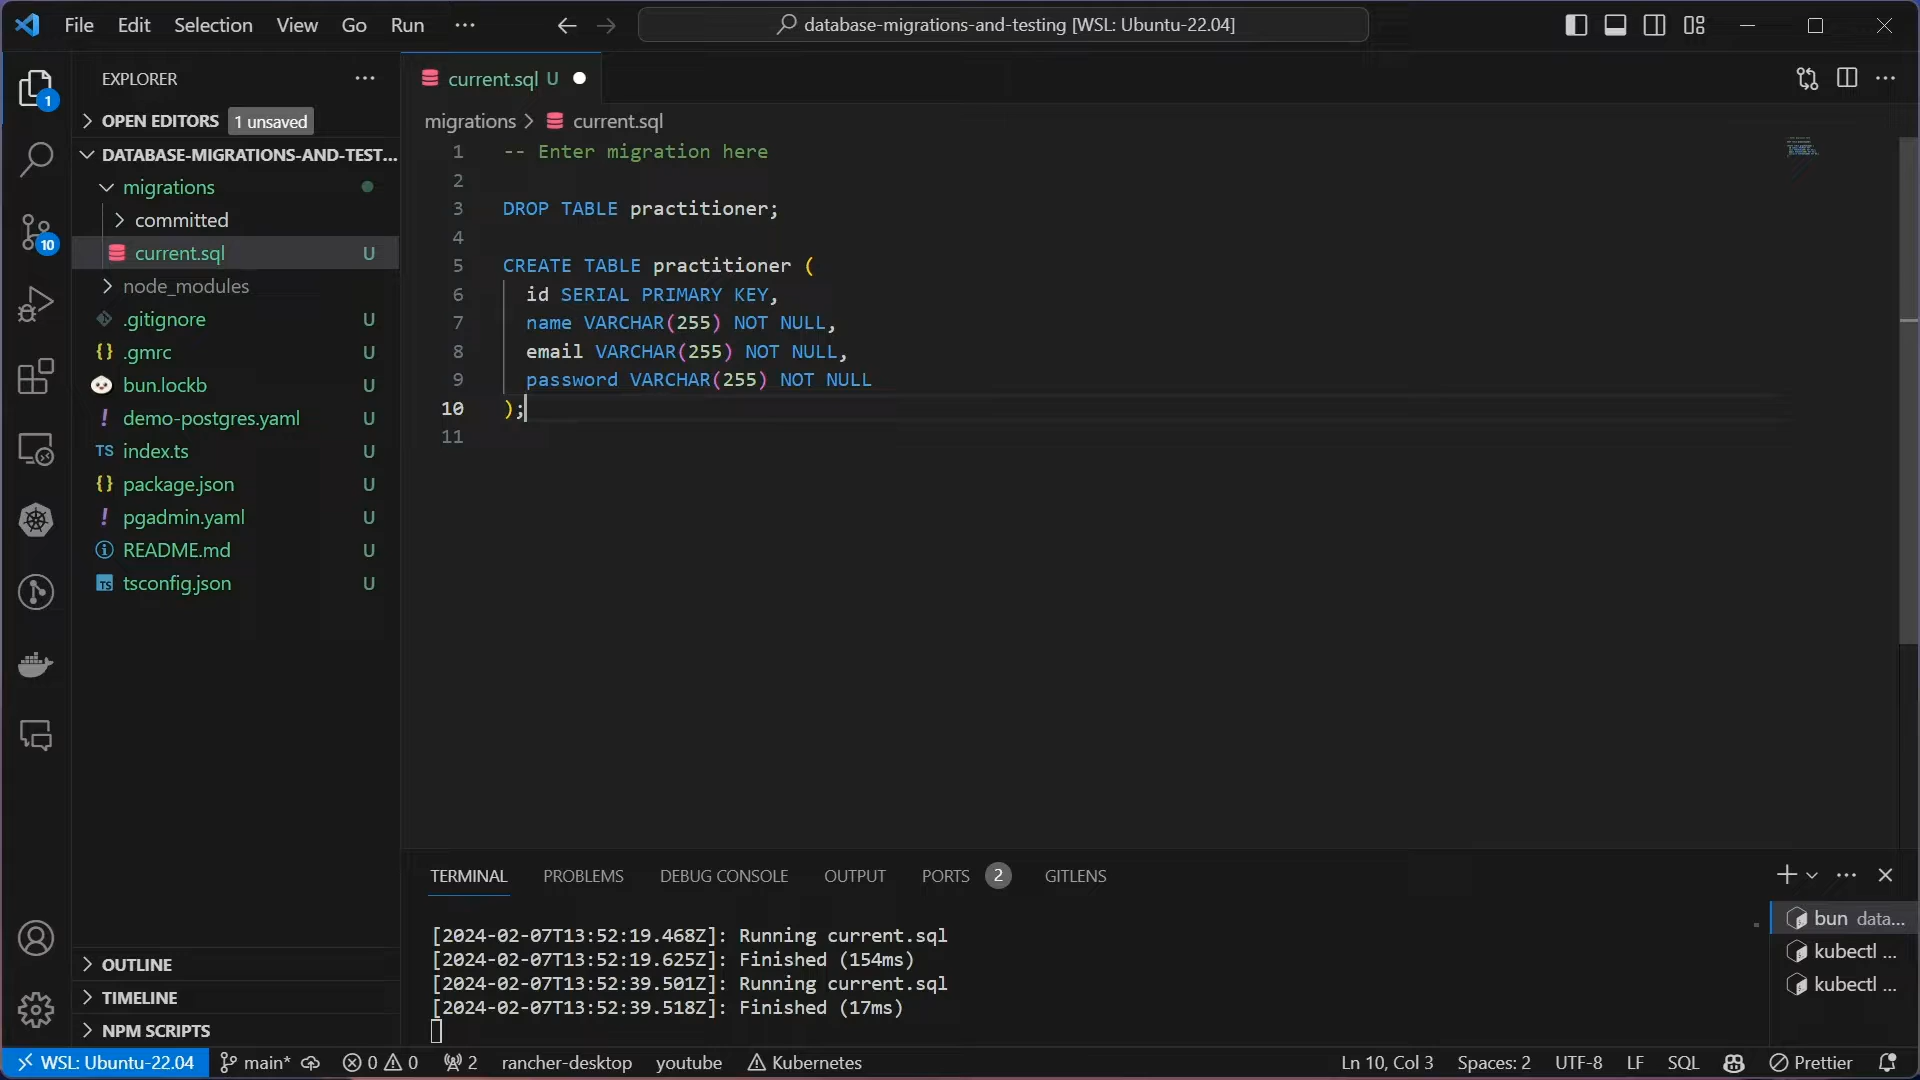 File Edit Selection View Go Run ...
database-migrations-and-testing [WSL: Ubuntu-22.04]
EXPLORER
OPEN EDITORS 1 unsaved
DATABASE-MIGRATIONS-AND-TEST...
migrations
committed
current.sql U
node_modules
.gitignore U
.gmrc U
bun.lockb U
demo-postgres.yaml U
index.ts U
package.json U
pgadmin.yaml U
README.md U
tsconfig.json U
OUTLINE
TIMELINE
NPM SCRIPTS
1
10
current.sql U
migrations > current.sql
1 -- Enter migration here
2
3 DROP TABLE practitioner;
4
5 CREATE TABLE practitioner (
6 id SERIAL PRIMARY KEY,
7 name VARCHAR(255) NOT NULL,
8 email VARCHAR(255) NOT NULL,
9 password VARCHAR(255) NOT NULL
10 );
11
TERMINAL PROBLEMS DEBUG CONSOLE OUTPUT PORTS 2 GITLENS
[2024-02-07T13:52:19.468Z]: Running current.sql
[2024-02-07T13:52:19.625Z]: Finished (154ms)
[2024-02-07T13:52:39.501Z]: Running current.sql
[2024-02-07T13:52:39.518Z]: Finished (17ms)
bun data...
kubectl ...
kubectl ...
WSL: Ubuntu-22.04 main* 0 0 2 rancher-desktop youtube Kubernetes Ln 10, Col 3 Spaces: 2 UTF-8 LF SQL Prettier